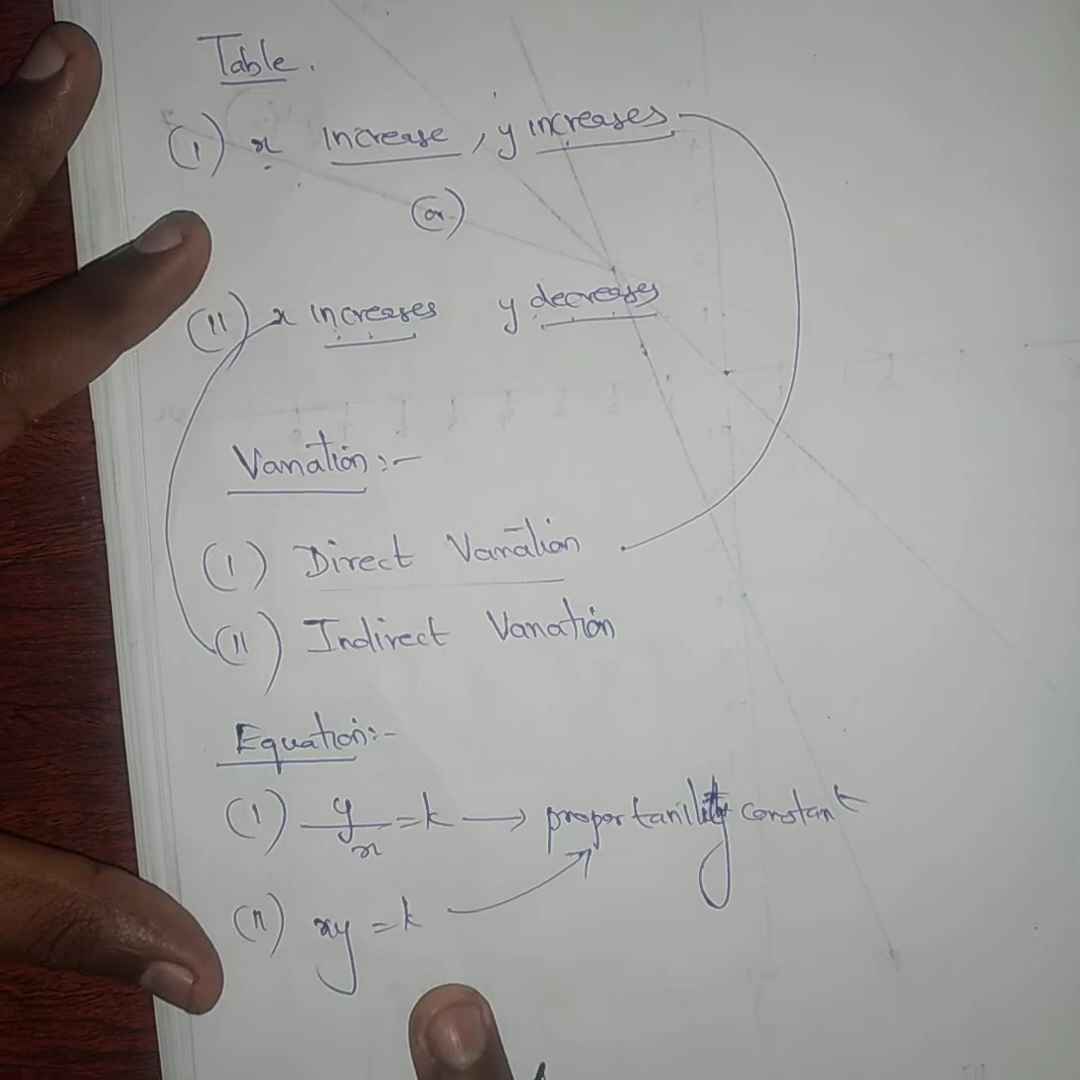 Table.
(i) x increase, y increases
(or)
(ii) x increases y decreases
Variation:-
(i) Direct Variation
(ii) Indirect Variation
Equation:-
(i) y/x = k → proportanility constant
(ii) xy = k